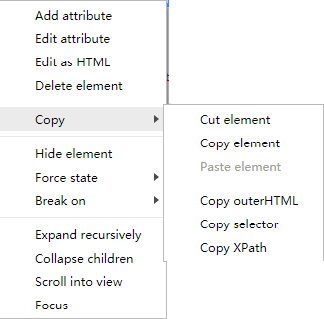 Add attribute
Edit attribute
Edit as HTML
Delete element
Copy
Hide element
Force state
Break on
Expand recursively
Collapse children
Scroll into view
Focus
Cut element
Copy element
Paste element
Copy outerHTML
Copy selector
Copy XPath